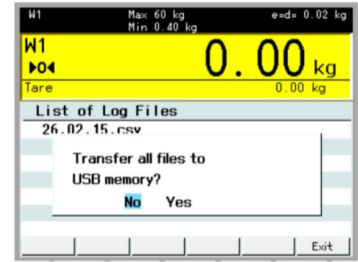 W1 Max 60 kg e=d= 0.02 kg
Min 0.40 kg
W1
0.00 kg
▸0◂
Tare 0.00 kg
List of Log Files
26.02.15.csv
Transfer all files to
USB memory?
No Yes
Exit